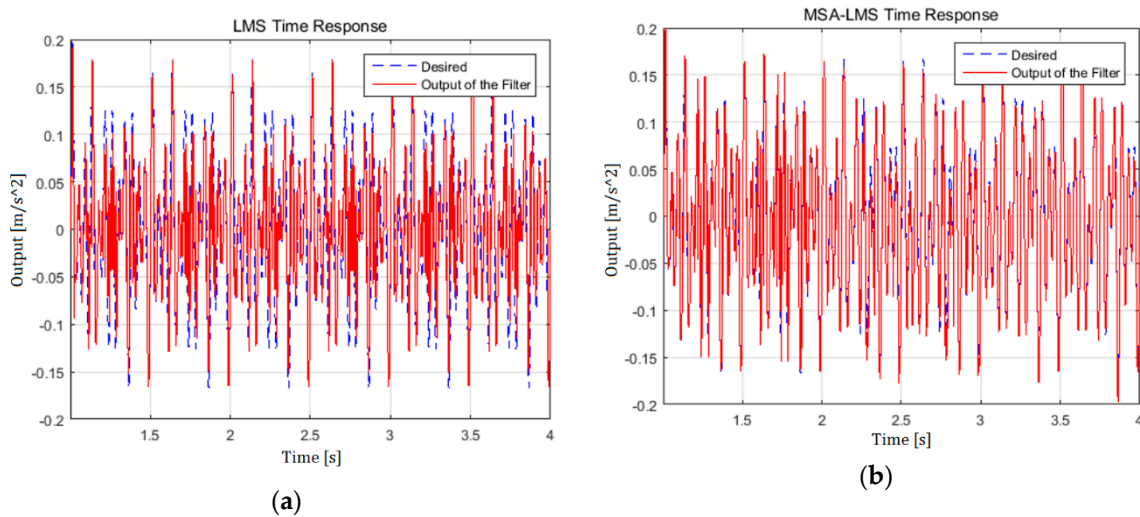 LMS Time Response
0.2
0.15
0.1
0.05
0
-0.05
-0.1
-0.15
-0.2
Output [m/s^2]
Desired
Output of the Filter
1.5
2
2.5
3
3.5
4
Time [s]
(a)
MSA-LMS Time Response
0.2
0.15
0.1
0.05
0
-0.05
-0.1
-0.15
-0.2
Output [m/s^2]
Desired
Output of the Filter
1.5
2
2.5
3
3.5
4
Time [s]
(b)